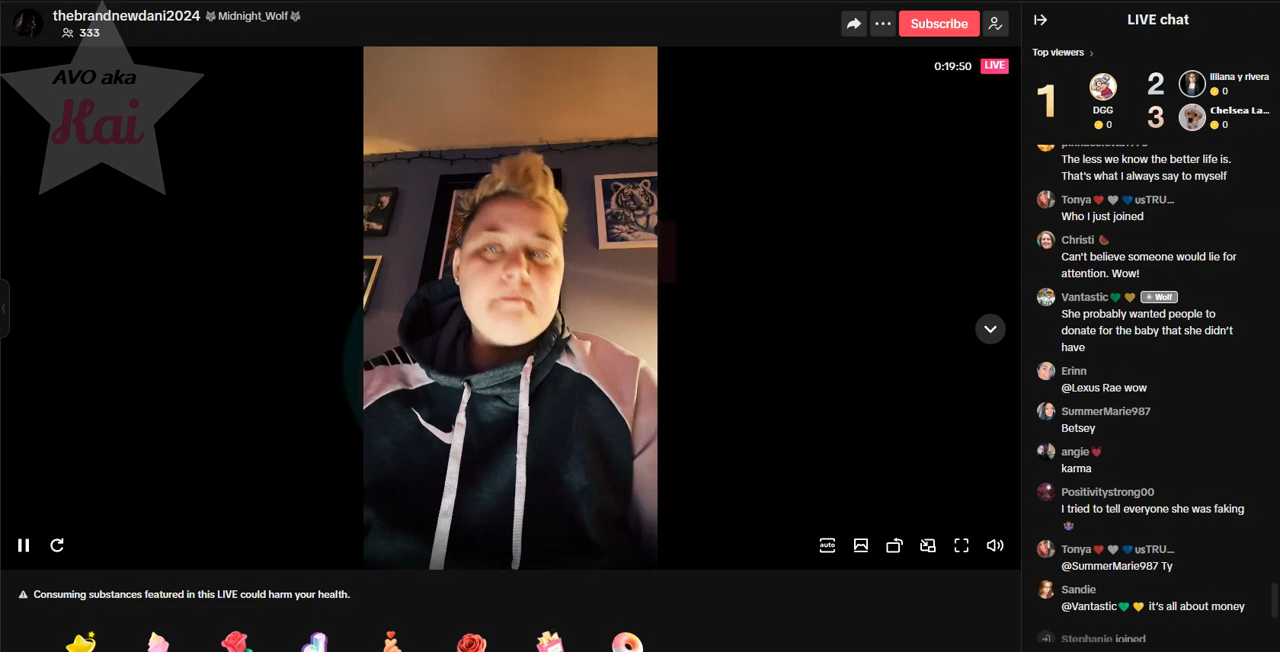 thebrandnewdani2024 🐺Midnight_Wolf🐺
333
Subscribe
AVO aka
Kai
0:19:50 LIVE
Consuming substances featured in this LIVE could harm your health.
LIVE chat
Top viewers
1
DGG
0
2
illiana y rivera
0
3
Chelsea La...
0
The less we know the better life is.
That's what I always say to myself
Tonya❤️🤍💙usTRU...
Who I just joined
Christi 🍉
Can't believe someone would lie for
attention. Wow!
Vantastic💚💛 Wolf
She probably wanted people to
donate for the baby that she didn't
have
Erinn
@Lexus Rae wow
SummerMarie987
Betsey
angie💗
karma
Positivitystrong00
I tried to tell everyone she was faking
Tonya❤️🤍💙usTRU...
@SummerMarie987 Ty
Sandie
@Vantastic💚💛 it's all about money
Stephanie joined
auto